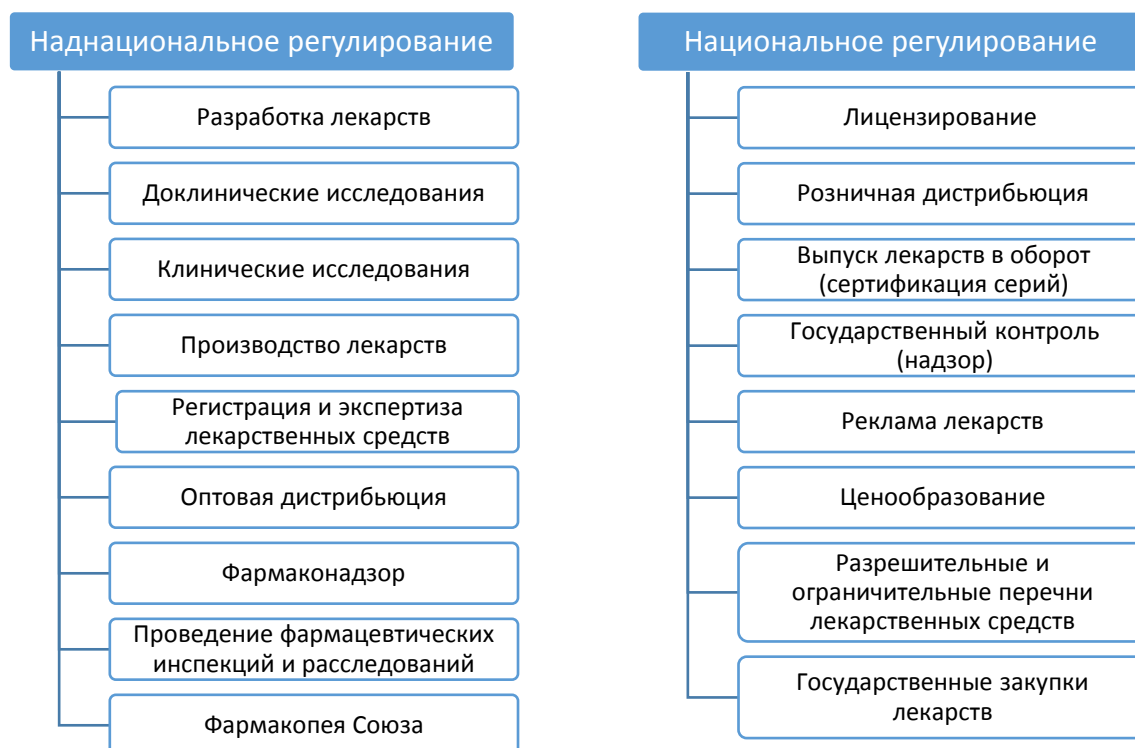 Наднациональное регулирование
Разработка лекарств
Доклинические исследования
Клинические исследования
Производство лекарств
Регистрация и экспертиза
лекарственных средств
Оптовая дистрибьюция
Фармаконадзор
Проведение фармацевтических
инспекций и расследований
Фармакопея Союза
Национальное регулирование
Лицензирование
Розничная дистрибьюция
Выпуск лекарств в оборот
(сертификация серий)
Государственный контроль
(надзор)
Реклама лекарств
Ценообразование
Разрешительные и
ограничительные перечни
лекарственных средств
Государственные закупки
лекарств